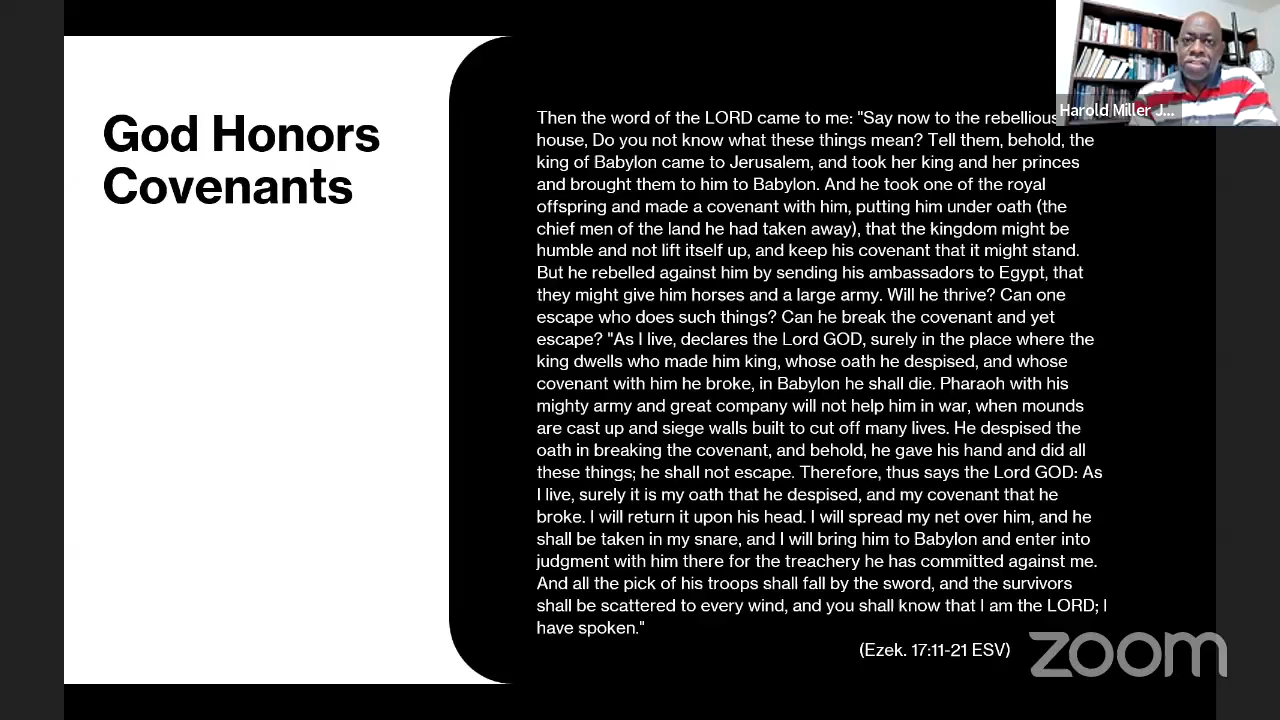 God Honors
Covenants
Harold Miller J...
Then the word of the LORD came to me: "Say now to the rebellious
house, Do you not know what these things mean? Tell them, behold, the
king of Babylon came to Jerusalem, and took her king and her princes
and brought them to him to Babylon. And he took one of the royal
offspring and made a covenant with him, putting him under oath (the
chief men of the land he had taken away), that the kingdom might be
humble and not lift itself up, and keep his covenant that it might stand.
But he rebelled against him by sending his ambassadors to Egypt, that
they might give him horses and a large army. Will he thrive? Can one
escape who does such things? Can he break the covenant and yet
escape? "As I live, declares the Lord GOD, surely in the place where the
king dwells who made him king, whose oath he despised, and whose
covenant with him he broke, in Babylon he shall die. Pharaoh with his
mighty army and great company will not help him in war, when mounds
are cast up and siege walls built to cut off many lives. He despised the
oath in breaking the covenant, and behold, he gave his hand and did all
these things; he shall not escape. Therefore, thus says the Lord GOD: As
I live, surely it is my oath that he despised, and my covenant that he
broke. I will return it upon his head. I will spread my net over him, and he
shall be taken in my snare, and I will bring him to Babylon and enter into
judgment with him there for the treachery he has committed against me.
And all the pick of his troops shall fall by the sword, and the survivors
shall be scattered to every wind, and you shall know that I am the LORD; I
have spoken."
(Ezek. 17:11-21 ESV)
zoom